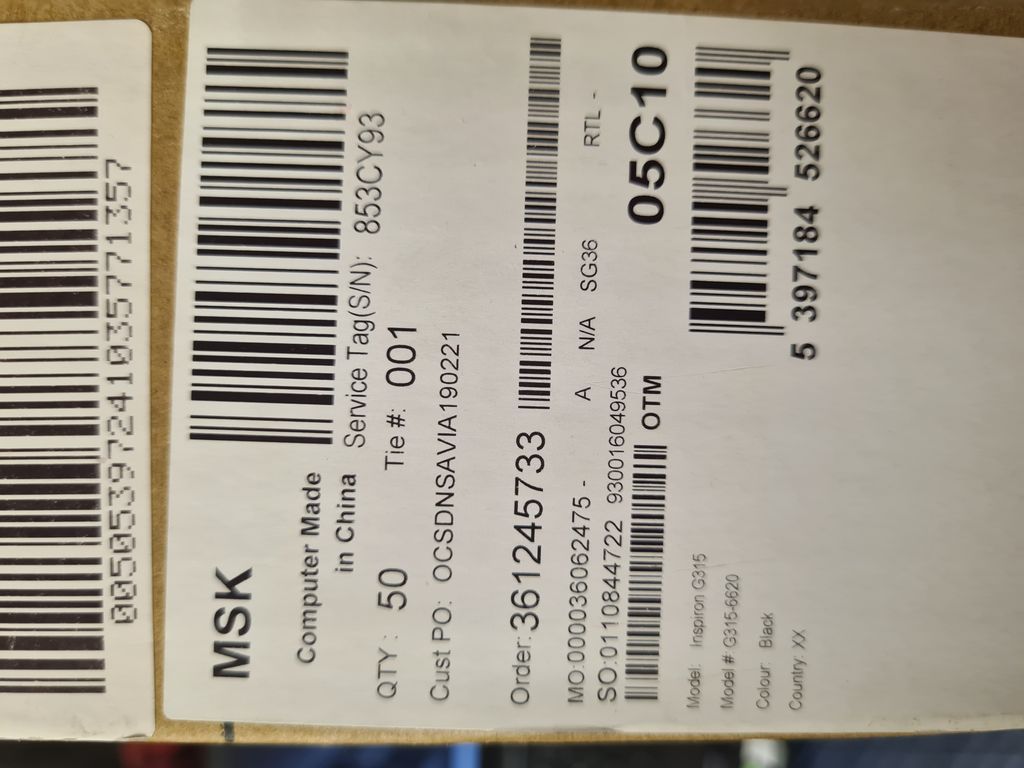 00505397241035771357
MSK
Computer Made
in China
Service Tag(S/N): 853CY93
QTY : 50 Tie #: 001
Cust PO: OCSDNSAVIA190221
Order:361245733
MO:000036062475 - A N/A SG36 RTL -
SO:01110844722 930016049536
OTM
05C10
Model: Inspiron G315
Model #: G315-6620
Colour: Black
Country: XX
5 397184 526620